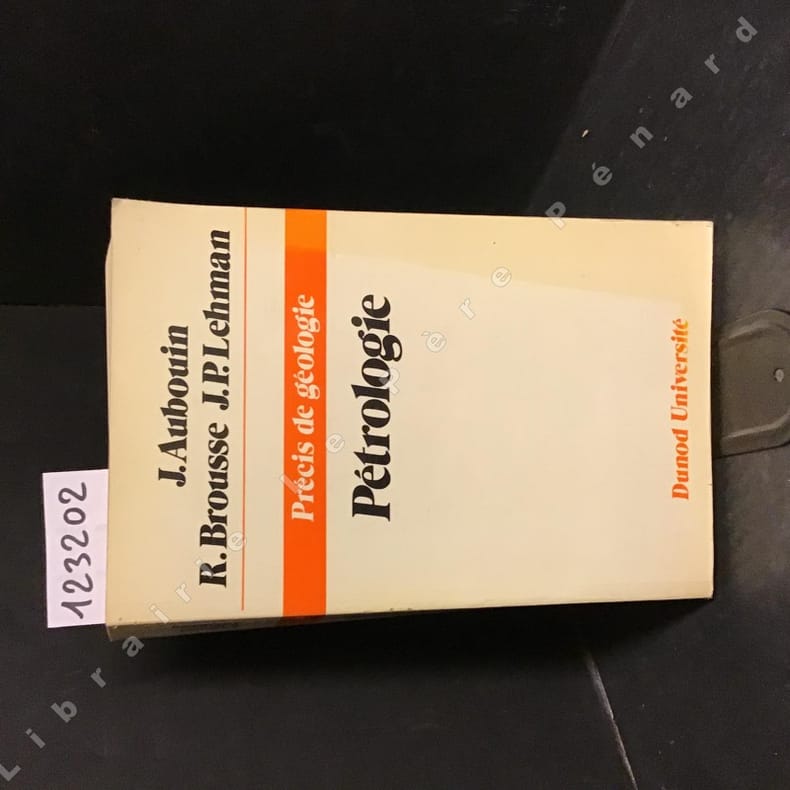 J. Aubouin
R. Brousse J.P. Lehman
Précis de géologie
Pétrologie
Dunod Université
123202
Librairie le père Pénard